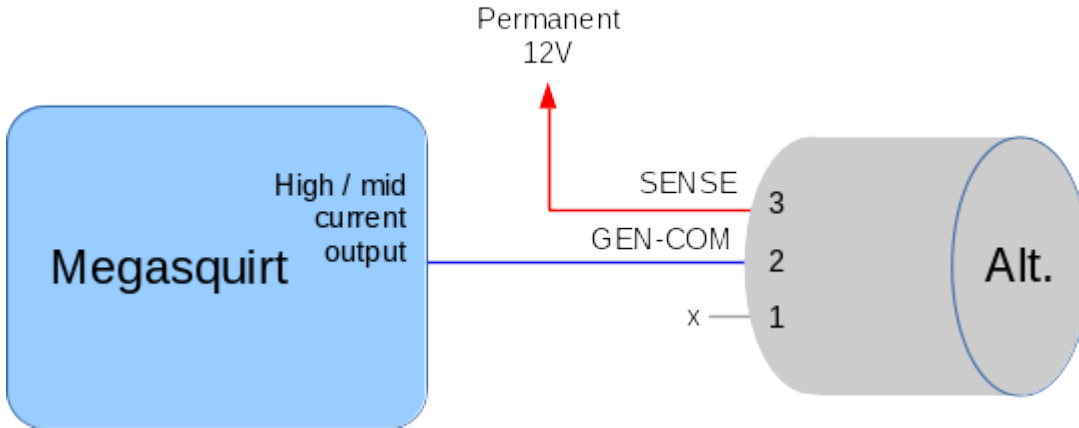 Permanent
12V
High / mid
current
output
Megasquirt
SENSE
3
GEN-COM
2
x
1
Alt.